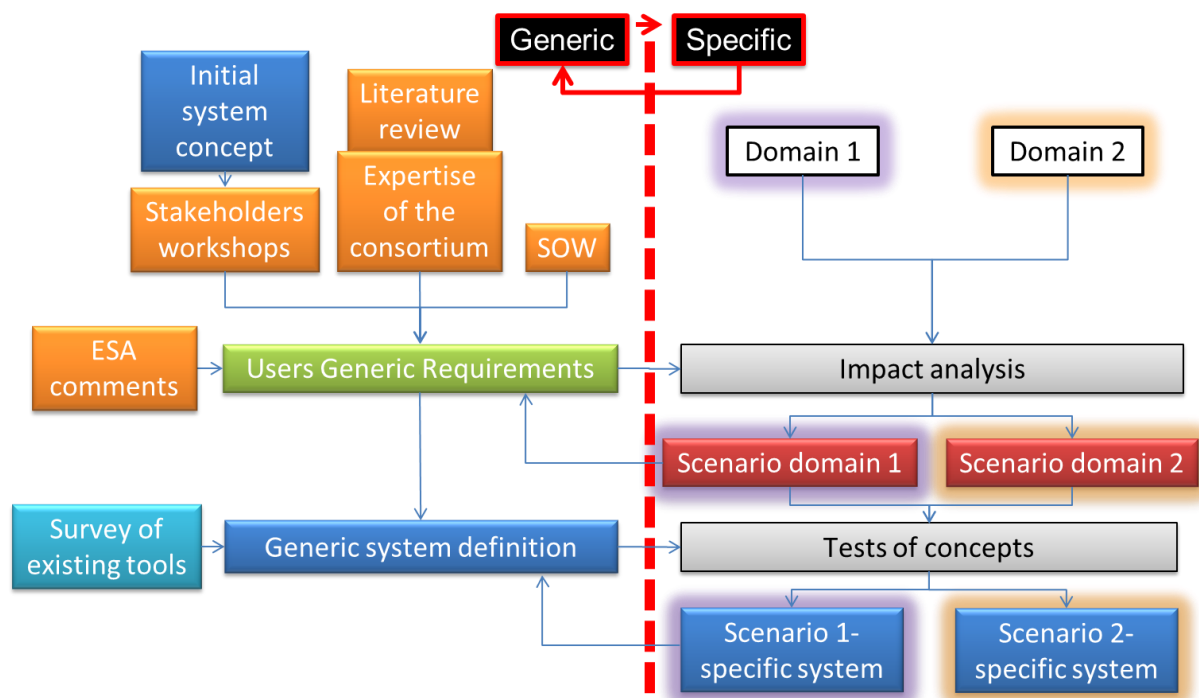 Generic
Specific
Initial
system
concept
Literature
review
Domain 1
Domain 2
Stakeholders
workshops
Expertise
of the
consortium
SOW
ESA
comments
Users Generic Requirements
Impact analysis
Scenario domain 1
Scenario domain 2
Survey of
existing tools
Generic system definition
Tests of concepts
Scenario 1-
specific system
Scenario 2-
specific system